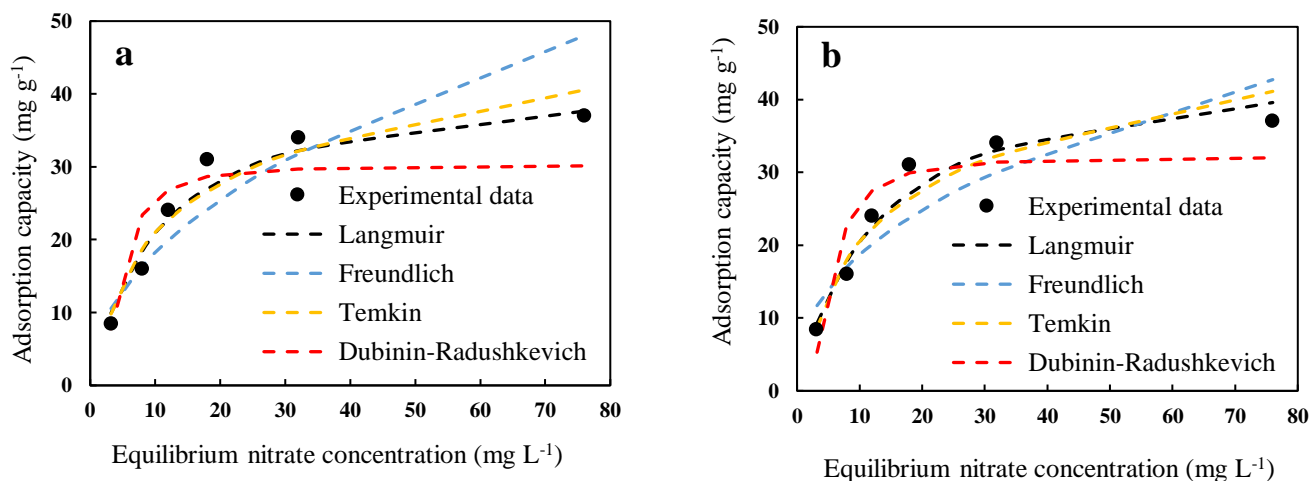 a
Adsorption capacity (mg g⁻¹)
50
40
30
20
10
0
Experimental data
Langmuir
Freundlich
Temkin
Dubinin-Radushkevich
0 10 20 30 40 50 60 70 80
Equilibrium nitrate concentration (mg L⁻¹)
b
Adsorption capacity (mg g⁻¹)
50
40
30
20
10
0
Experimental data
Langmuir
Freundlich
Temkin
Dubinin-Radushkevich
0 10 20 30 40 50 60 70 80
Equilibrium nitrate concentration (mg L⁻¹)